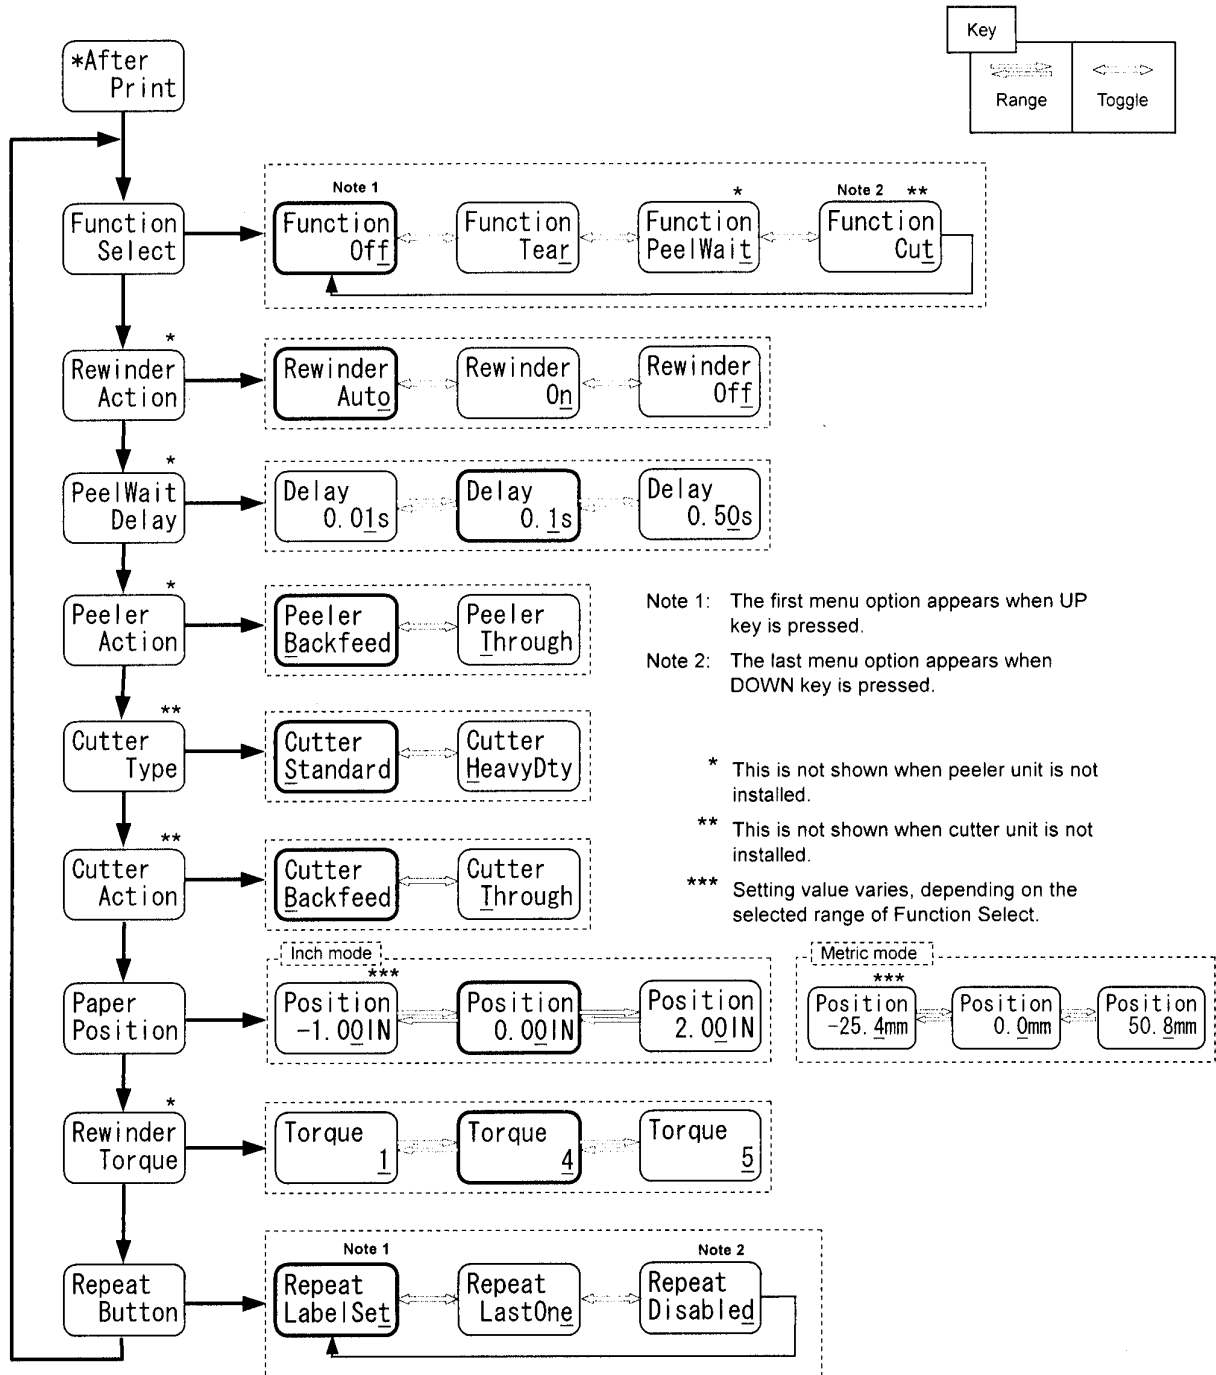 Key
Range Toggle
*After
Print
Note 1 * Note 2 **
Function
Select
Function
Off
Function
Tear
Function
PeelWait
Function
Cut
*
Rewinder
Action
Rewinder
Auto
Rewinder
On
Rewinder
Off
*
PeelWait
Delay
Delay
0.01s
Delay
0.1s
Delay
0.50s
*
Peeler
Action
Peeler
Backfeed
Peeler
Through
Note 1: The first menu option appears when UP
key is pressed.
Note 2: The last menu option appears when
DOWN key is pressed.
**
Cutter
Type
Cutter
Standard
Cutter
HeavyDty
* This is not shown when peeler unit is not
installed.
** This is not shown when cutter unit is not
installed.
*** Setting value varies, depending on the
selected range of Function Select.
**
Cutter
Action
Cutter
Backfeed
Cutter
Through
Inch mode
***
Paper
Position
Position
-1.00IN
Position
0.00IN
Position
2.00IN
Metric mode
***
Position
-25.4mm
Position
0.0mm
Position
50.8mm
*
Rewinder
Torque
Torque
1
Torque
4
Torque
5
Note 1 Note 2
Repeat
Button
Repeat
LabelSet
Repeat
LastOne
Repeat
Disabled